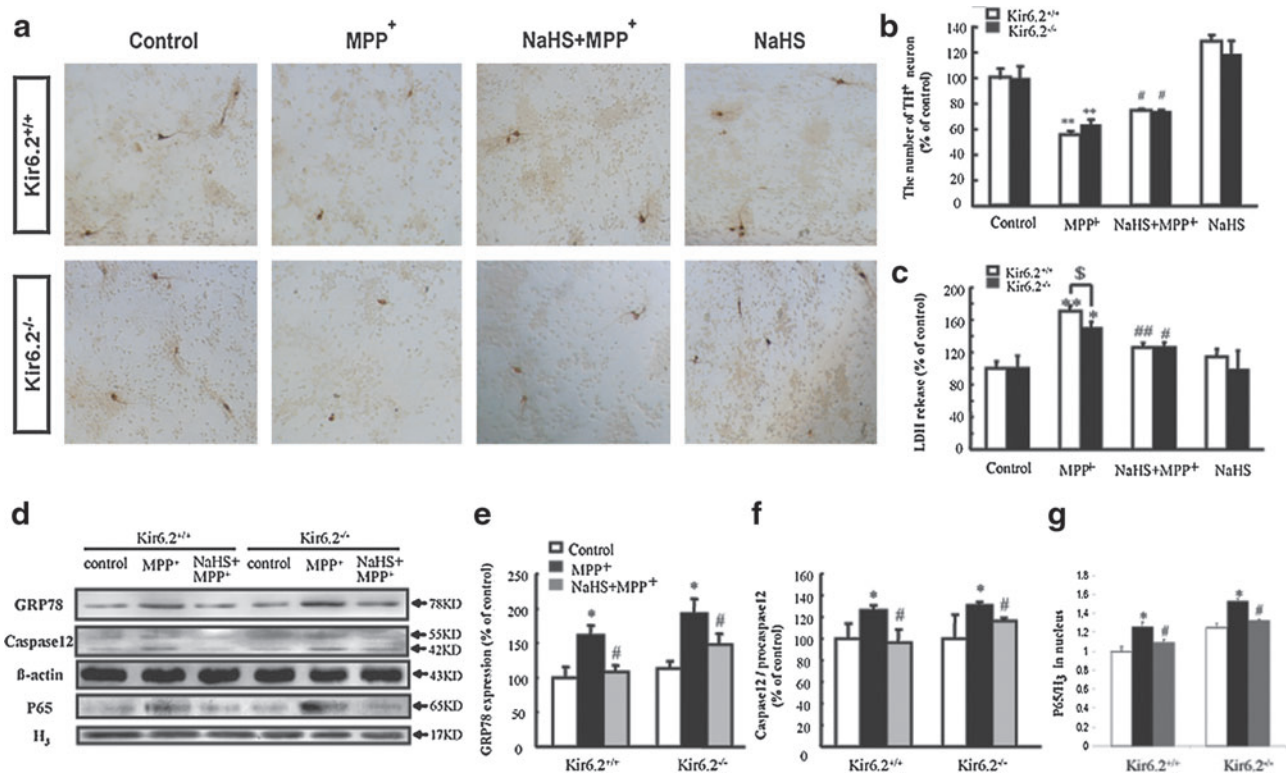 a
Control MPP+ NaHS+MPP+ NaHS
Kir6.2+/+
Kir6.2-/-
b
Kir6.2+/+
Kir6.2-/-
The number of TH+ neuron
(% of control)
140
120
100
80
60
40
20
0
** ** # #
Control MPP+ NaHS+MPP+ NaHS
c
Kir6.2+/+
Kir6.2-/-
LDH release (% of control)
200
160
120
80
40
0
$
** * ## #
Control MPP+ NaHS+MPP+ NaHS
d
Kir6.2+/+ Kir6.2-/-
control MPP+ NaHS+ MPP+ control MPP+ NaHS+ MPP+
GRP78 78KD
Caspase12 55KD
42KD
ß-actin 43KD
P65 65KD
H3 17KD
e
Control
MPP+
NaHS+MPP+
GRP78 expression (% of control)
250
200
150
100
50
0
* # * #
Kir6.2+/+ Kir6.2-/-
f
Caspase12 / procaspase12
(% of control)
160
140
120
100
80
60
40
20
0
* # * #
Kir6.2+/+ Kir6.2-/-
g
P65/H3 in nucleus
1.8
1.6
1.4
1.2
1
0.8
0.6
0.4
0.2
0
* # * #
Kir6.2+/+ Kir6.2-/-